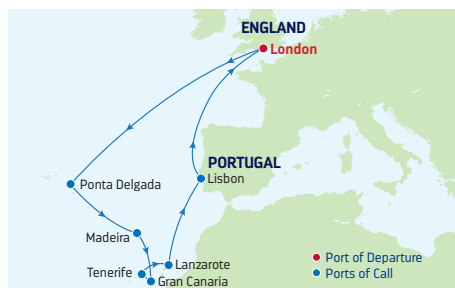 ENGLAND
London
PORTUGAL
Lisbon
Ponta Delgada
Madeira
Lanzarote
Tenerife
Gran Canaria
Port of Departure
Ports of Call